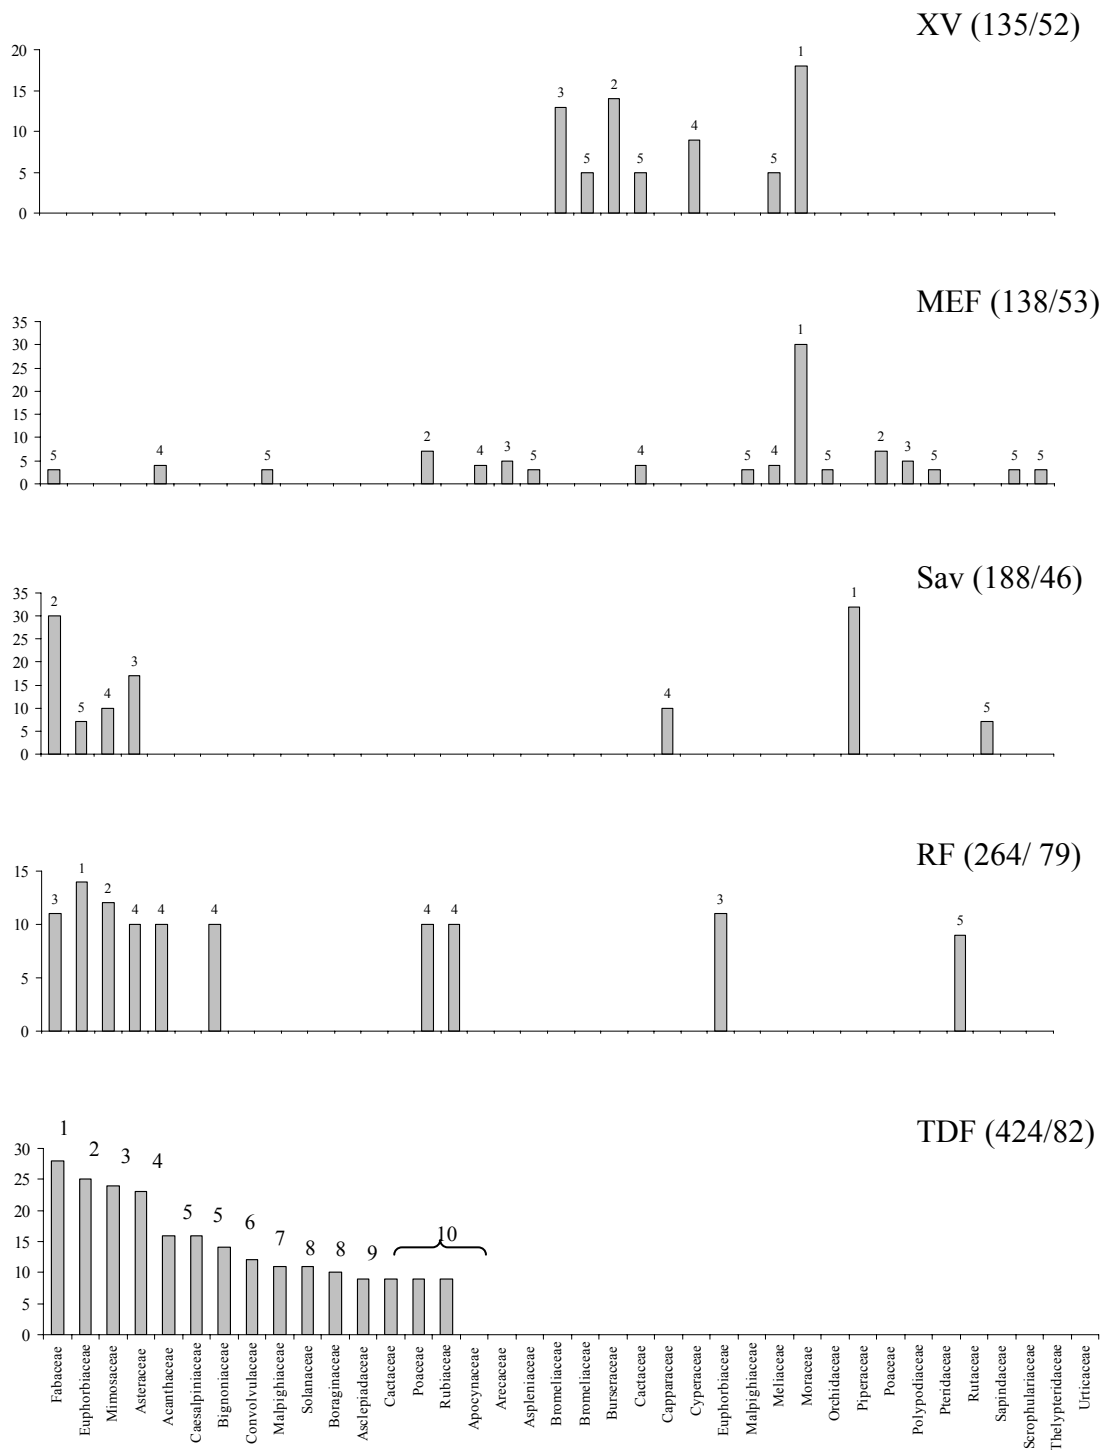 XV (135/52)
20
15
10
5
0
3
5
2
5
4
5
1
MEF (138/53)
35
30
25
20
15
10
5
0
5
4
5
2
4
3
5
4
5
4
1
5
2
3
5
5
5
Sav (188/46)
35
30
25
20
15
10
5
0
2
5
4
3
4
1
5
RF (264/ 79)
15
10
5
0
3
1
2
4
4
4
4
4
3
5
TDF (424/82)
30
25
20
15
10
5
0
1
2
3
4
5
5
6
7
8
8
9
10
Fabaceae
Euphorbiaceae
Mimosaceae
Asteraceae
Acanthaceae
Caesalpiniaceae
Bignoniaceae
Convolvulaceae
Malpighiaceae
Solanaceae
Boraginaceae
Asclepiadaceae
Cactaceae
Poaceae
Rubiaceae
Apocynaceae
Arecaceae
Aspleniaceae
Bromeliaceae
Bromeliaceae
Burseraceae
Cactaceae
Capparaceae
Cyperaceae
Euphorbiaceae
Malpighiaceae
Meliaceae
Moraceae
Orchidaceae
Piperaceae
Poaceae
Polypodiaceae
Pteridaceae
Rutaceae
Sapindaceae
Scrophulariaceae
Thelypteridaceae
Urticaceae